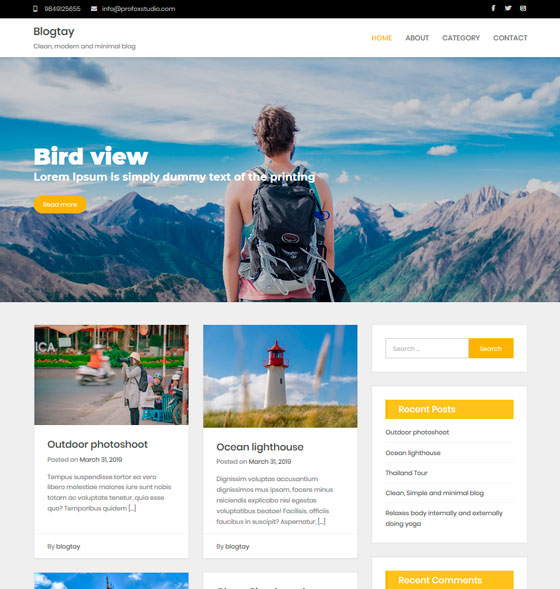 9849125655 info@profoxstudio.com
Blogtay
Clean, modern and minimal blog
HOME ABOUT CATEGORY CONTACT
Bird view
Lorem Ipsum is simply dummy text of the printing
Read more
ICA
Outdoor photoshoot
Posted on March 31, 2019
Tempus suspendisse tortor ea vero
libero molestiae maiores iure sunt nobis
totam ac voluptate tenetur, quia esse
quo? Temporibus quidem [...]
By blogtay
Ocean lighthouse
Posted on March 31, 2019
Dignissim voluptas accusantium
dignissimos mus ipsam, facere minus
reiciendis explicabo nisi egestas
voluptatibus beatae! Facilisis, officiis
faucibus in suscipit? Aspernatur, [...]
By blogtay
Search ...
Search
Recent Posts
Outdoor photoshoot
Ocean lighthouse
Thailand Tour
Clean, Simple and minimal blog
Relaxes body internally and externally
doing yoga
Recent Comments